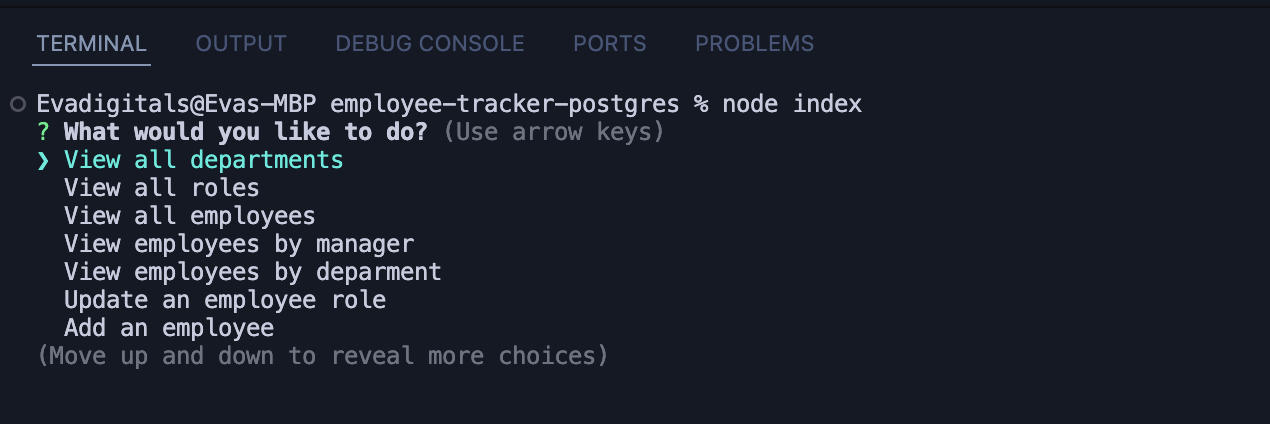 TERMINAL OUTPUT DEBUG CONSOLE PORTS PROBLEMS
Evadigitals@Evas-MBP employee-tracker-postgres % node index
? What would you like to do? (Use arrow keys)
❯ View all departments
View all roles
View all employees
View employees by manager
View employees by deparment
Update an employee role
Add an employee
(Move up and down to reveal more choices)